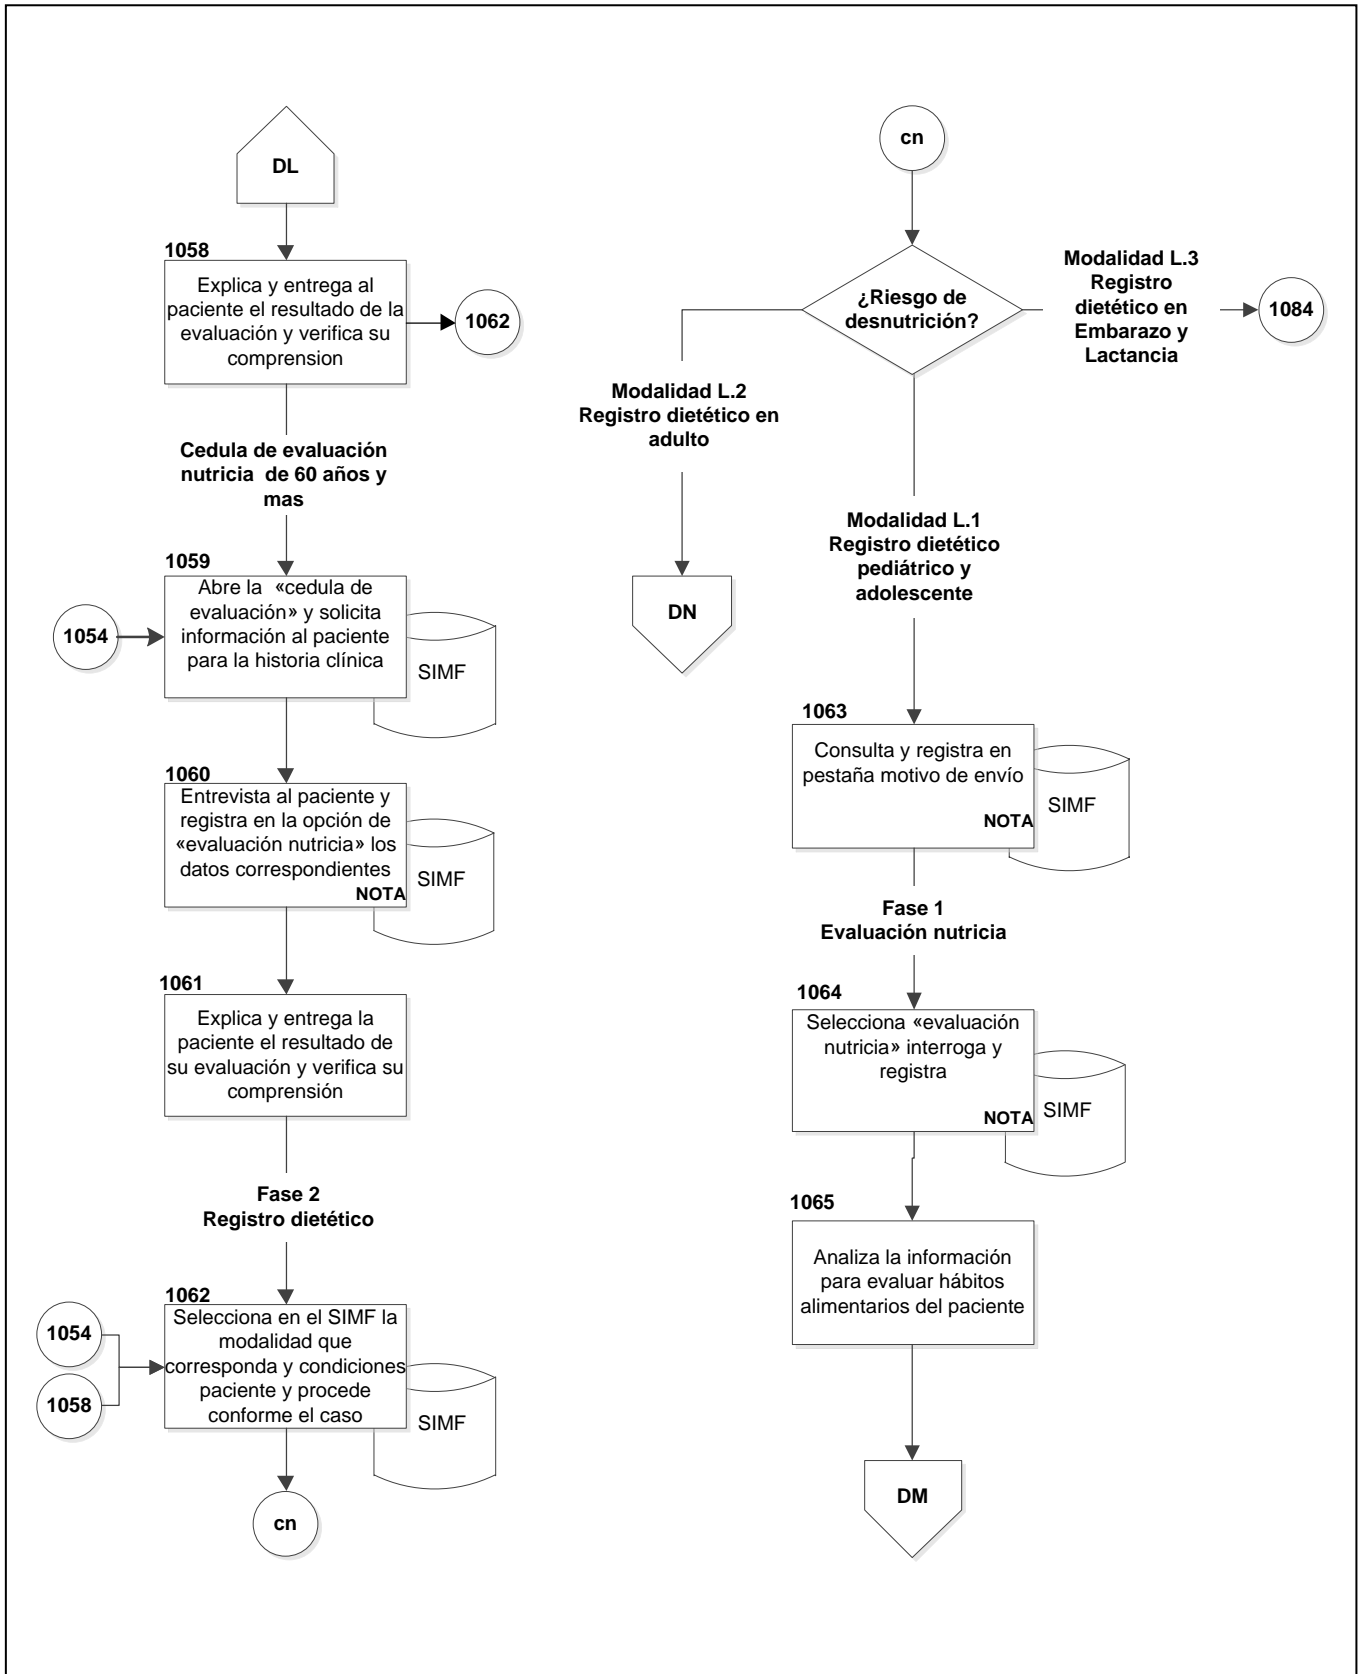 DL
1058
Explica y entrega al
paciente el resultado de la
evaluación y verifica su
comprension
1062
Cedula de evaluación
nutricia de 60 años y
mas
1059
Abre la «cedula de
evaluación» y solicita
información al paciente
para la historia clínica
1054
SIMF
1060
Entrevista al paciente y
registra en la opción de
«evaluación nutricia» los
datos correspondientes
NOTA
SIMF
1061
Explica y entrega la
paciente el resultado de
su evaluación y verifica su
comprensión
Fase 2
Registro dietético
1062
Selecciona en el SIMF la
modalidad que
corresponda y condiciones
paciente y procede
conforme el caso
1054
1058
SIMF
cn
cn
¿Riesgo de
desnutrición?
Modalidad L.3
Registro
dietético en
Embarazo y
Lactancia
1084
Modalidad L.2
Registro dietético en
adulto
DN
Modalidad L.1
Registro dietético
pediátrico y
adolescente
1063
Consulta y registra en
pestaña motivo de envío
NOTA
SIMF
Fase 1
Evaluación nutricia
1064
Selecciona «evaluación
nutricia» interroga y
registra
NOTA
SIMF
1065
Analiza la información
para evaluar hábitos
alimentarios del paciente
DM